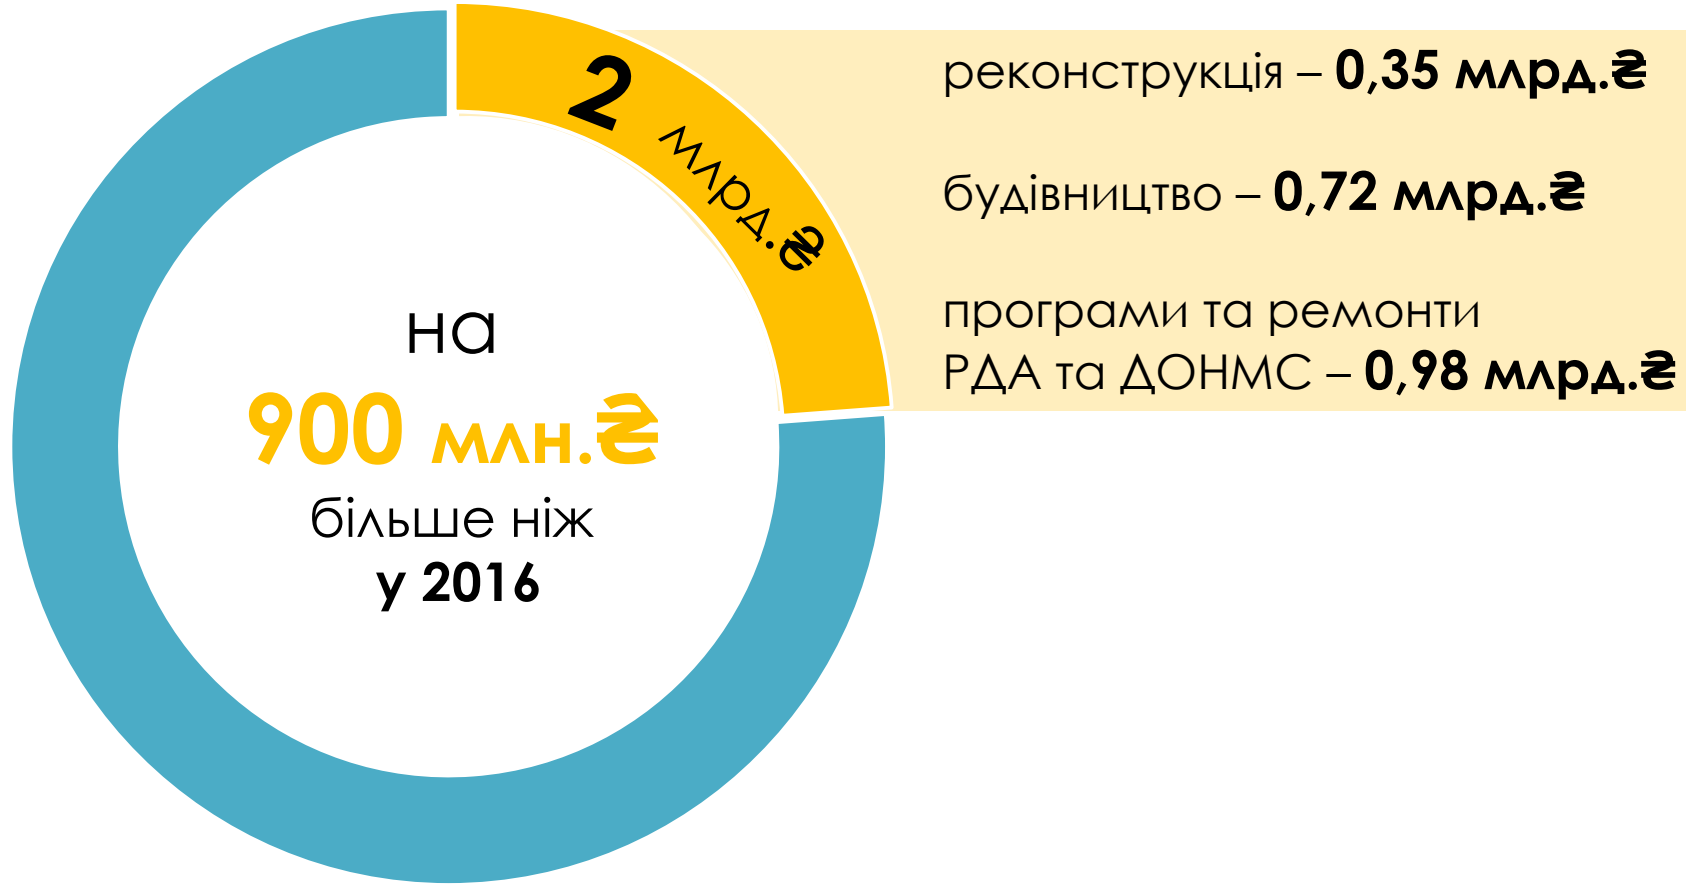 2 млрд.₴
реконструкція – 0,35 млрд.₴
будівництво – 0,72 млрд.₴
програми та ремонти
РДА та ДОНМС – 0,98 млрд.₴
на
900 млн.₴
більше ніж
у 2016